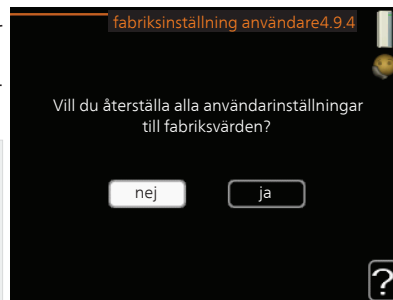 fabriksinställning användare4.9.4
Vill du återställa alla användarinställningar
till fabriksvärden?
nej
ja
?